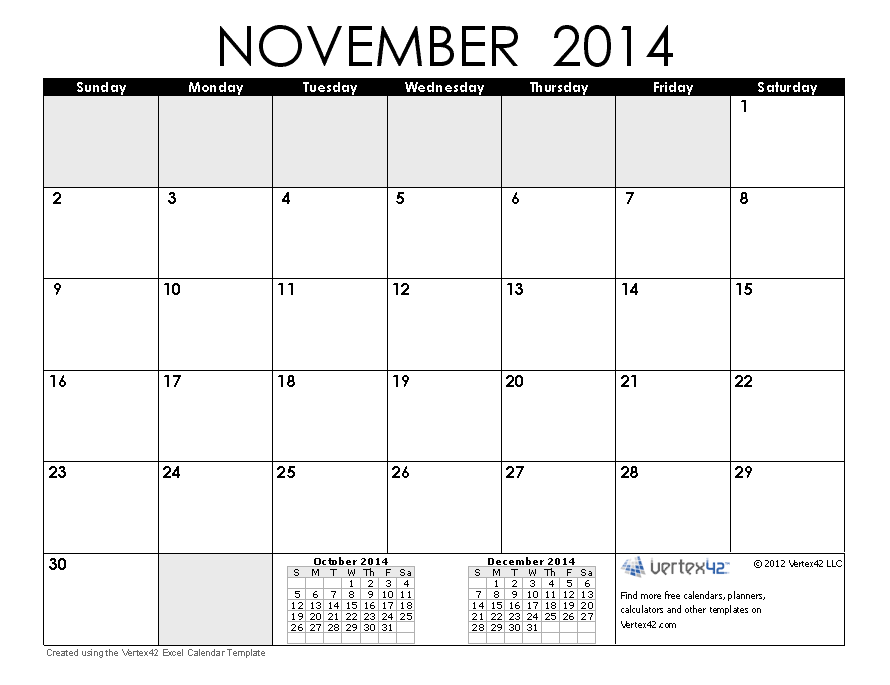 NOVEMBER 2014
Sunday Monday Tuesday Wednesday Thursday Friday Saturday
1
2 3 4 5 6 7 8
9 10 11 12 13 14 15
16 17 18 19 20 21 22
23 24 25 26 27 28 29
30
October 2014
S M T W Th F Sa
1 2 3 4
5 6 7 8 9 10 11
12 13 14 15 16 17 18
19 20 21 22 23 24 25
26 27 28 29 30 31
December 2014
S M T W T F S
1 2 3 4 5 6
7 8 9 10 11 12 13
14 15 16 17 18 19 20
21 22 23 24 25 26 27
28 29 30 31
vertex42 © 2012 Vertex42 LLC
Find more free calendars, planners,
calculators and other templates on
Vertex42.com
Created using the Vertex42 Excel Calendar Template